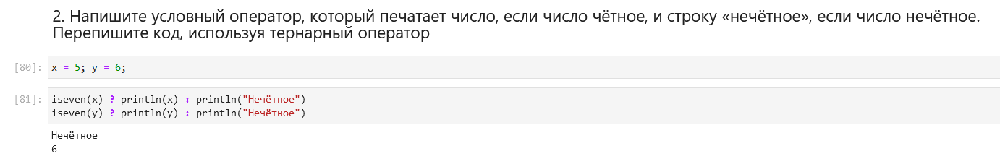 2. Напишите условный оператор, который печатает число, если число чётное, и строку «нечётное», если число нечётное.
Перепишите код, используя тернарный оператор
[80]: x = 5; y = 6;
[81]: iseven(x) ? println(x) : println("Нечётное")
iseven(y) ? println(y) : println("Нечётное")
Нечётное
6